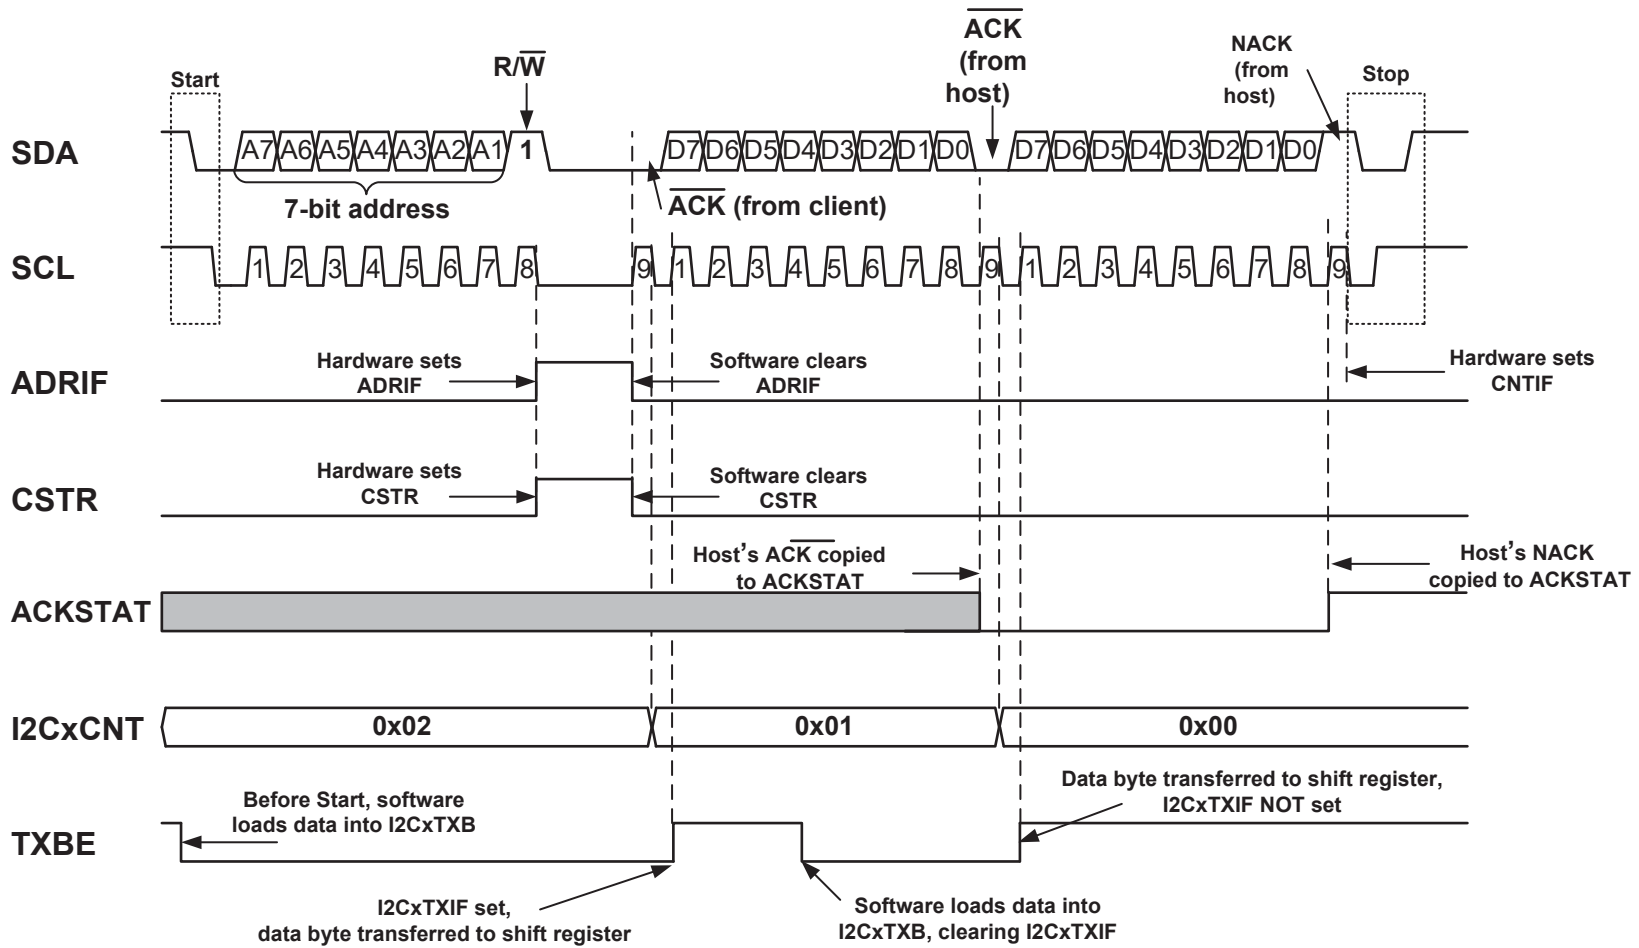 ACK
(from
host)
NACK
(from
host)
Start
R/W
Stop
SDA
A7 A6 A5 A4 A3 A2 A1 1 D7 D6 D5 D4 D3 D2 D1 D0 D7 D6 D5 D4 D3 D2 D1 D0
7-bit address
ACK (from client)
SCL
1 2 3 4 5 6 7 8 9 1 2 3 4 5 6 7 8 9 1 2 3 4 5 6 7 8 9
ADRIF
Hardware sets
ADRIF
Software clears
ADRIF
Hardware sets
CNTIF
CSTR
Hardware sets
CSTR
Software clears
CSTR
Host's ACK copied
to ACKSTAT
Host's NACK
copied to ACKSTAT
ACKSTAT
I2CxCNT
0x02 0x01 0x00
TXBE
Before Start, software
loads data into I2CxTXB
Data byte transferred to shift register,
I2CxTXIF NOT set
I2CxTXIF set,
data byte transferred to shift register
Software loads data into
I2CxTXB, clearing I2CxTXIF